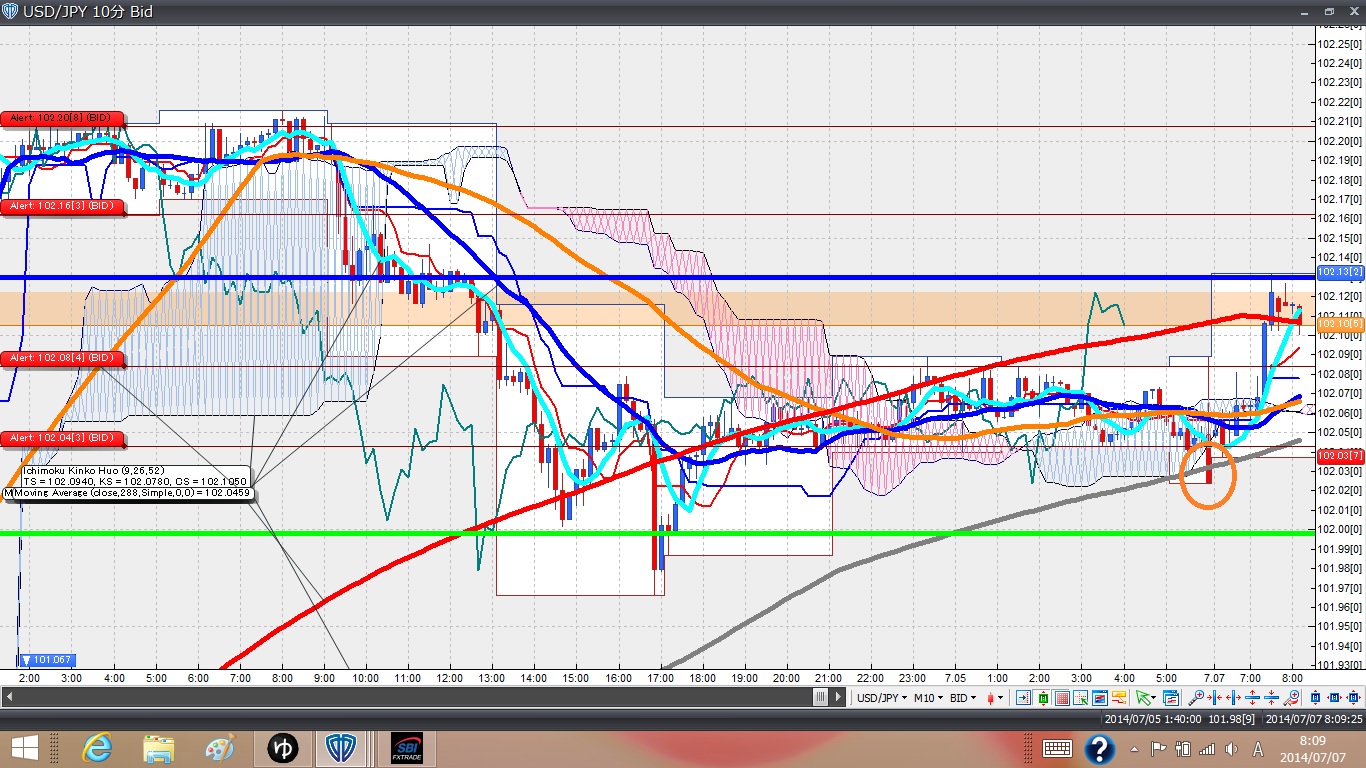 USD/JPY 10分 Bid
102.25[0]
102.24[0]
102.23[0]
102.22[0]
102.21[0]
102.20[0]
102.19[0]
102.18[0]
102.17[0]
102.16[0]
102.15[0]
102.14[0]
102.13[2]
102.12[0]
102.10[5]
102.10[0]
102.09[0]
102.08[0]
102.07[0]
102.06[0]
102.05[0]
102.03[7]
102.03[0]
102.02[0]
102.01[0]
102.00[0]
101.99[0]
101.98[0]
101.97[0]
101.96[0]
101.95[0]
101.94[0]
101.93[0]
Alert: 102.20[8] (BID)
Alert: 102.16[3] (BID)
Alert: 102.08[4] (BID)
Alert: 102.04[3] (BID)
Ichimoku Kinko Huo (9,26,52)
TS = 102.0940, KS = 102.0780, CS = 102.1050
Moving Average (close,288,Simple,0,0) = 102.0459
▼ 101.067
2:00 3:00 4:00 5:00 6:00 7:00 8:00 9:00 10:00 11:00 12:00 13:00 14:00 15:00 16:00 17:00 18:00 19:00 20:00 21:00 22:00 23:00 7.05 1:00 2:00 3:00 4:00 5:00 7.07 7:00 8:00
USD/JPY M10 BID
2014/07/05 1:40:00 101.98[9] 2014/07/07 8:09:25
ゆ
SBI
FXTRADE
A
8:09
2014/07/07